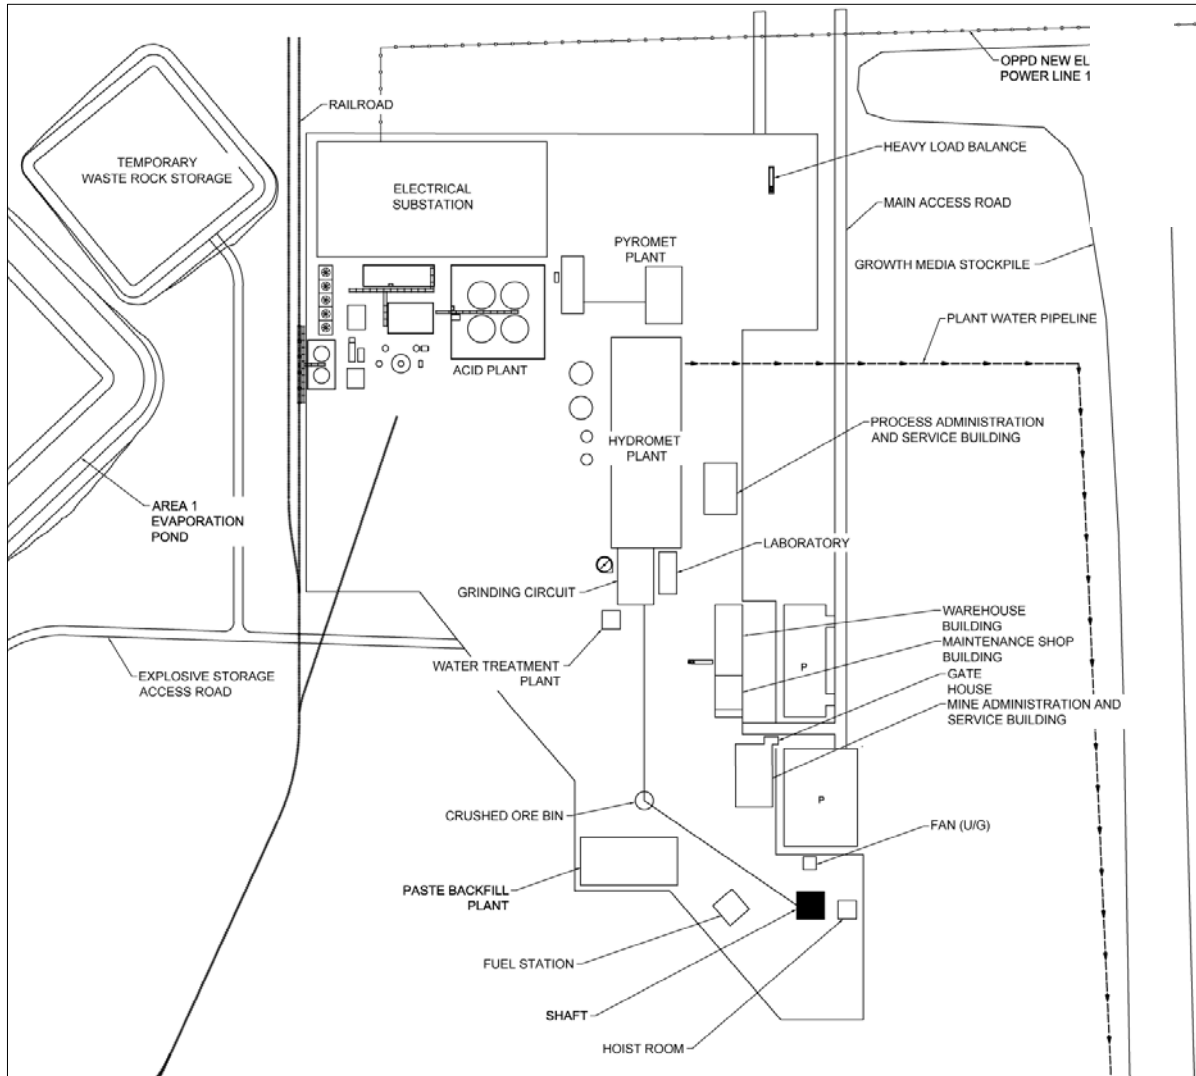 OPPD NEW EL
POWER LINE 1
RAILROAD
HEAVY LOAD BALANCE
TEMPORARY
WASTE ROCK STORAGE
ELECTRICAL
SUBSTATION
MAIN ACCESS ROAD
PYROMET
PLANT
GROWTH MEDIA STOCKPILE
PLANT WATER PIPELINE
ACID PLANT
PROCESS ADMINISTRATION
AND SERVICE BUILDING
HYDROMET
PLANT
AREA 1
EVAPORATION
POND
LABORATORY
GRINDING CIRCUIT
WAREHOUSE
BUILDING
MAINTENANCE SHOP
BUILDING
WATER TREATMENT
PLANT
P
EXPLOSIVE STORAGE
ACCESS ROAD
GATE
HOUSE
MINE ADMINISTRATION AND
SERVICE BUILDING
P
CRUSHED ORE BIN
FAN (U/G)
PASTE BACKFILL
PLANT
FUEL STATION
SHAFT
HOIST ROOM